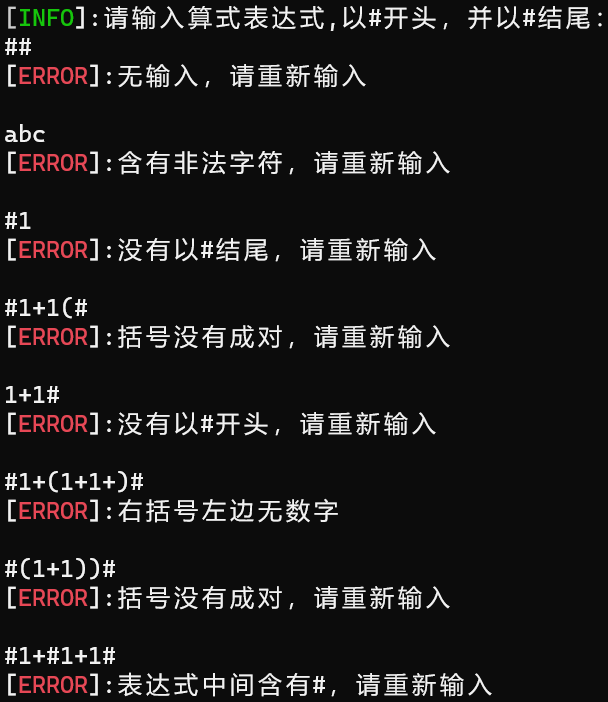 [INFO]:请输入算式表达式,以#开头，并以#结尾:
##
[ERROR]:无输入，请重新输入
abc
[ERROR]:含有非法字符，请重新输入
#1
[ERROR]:没有以#结尾，请重新输入
#1+1(#
[ERROR]:括号没有成对，请重新输入
1+1#
[ERROR]:没有以#开头，请重新输入
#1+(1+1+)#
[ERROR]:右括号左边无数字
#(1+1))#
[ERROR]:括号没有成对，请重新输入
#1+#1+1#
[ERROR]:表达式中间含有#，请重新输入